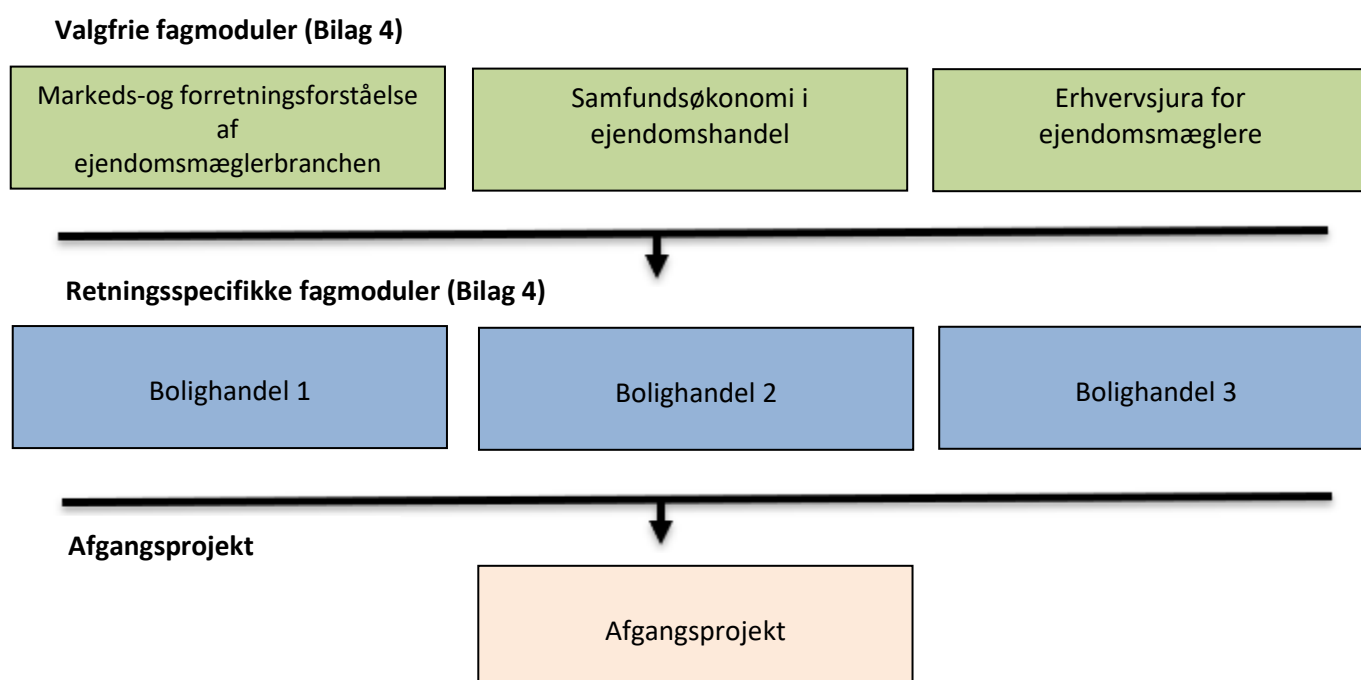 Valgfrie fagmoduler (Bilag 4)
Markeds-og forretningsforståelse
af
ejendomsmæglerbranchen
Samfundsøkonomi i
ejendomshandel
Erhvervsjura for
ejendomsmæglere
Retningsspecifikke fagmoduler (Bilag 4)
Bolighandel 1
Bolighandel 2
Bolighandel 3
Afgangsprojekt
Afgangsprojekt